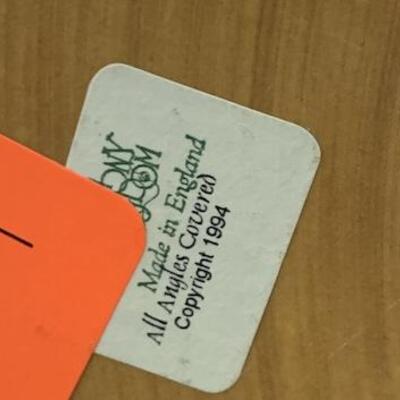 Made in England
All Angles Covered
Copyright 1994